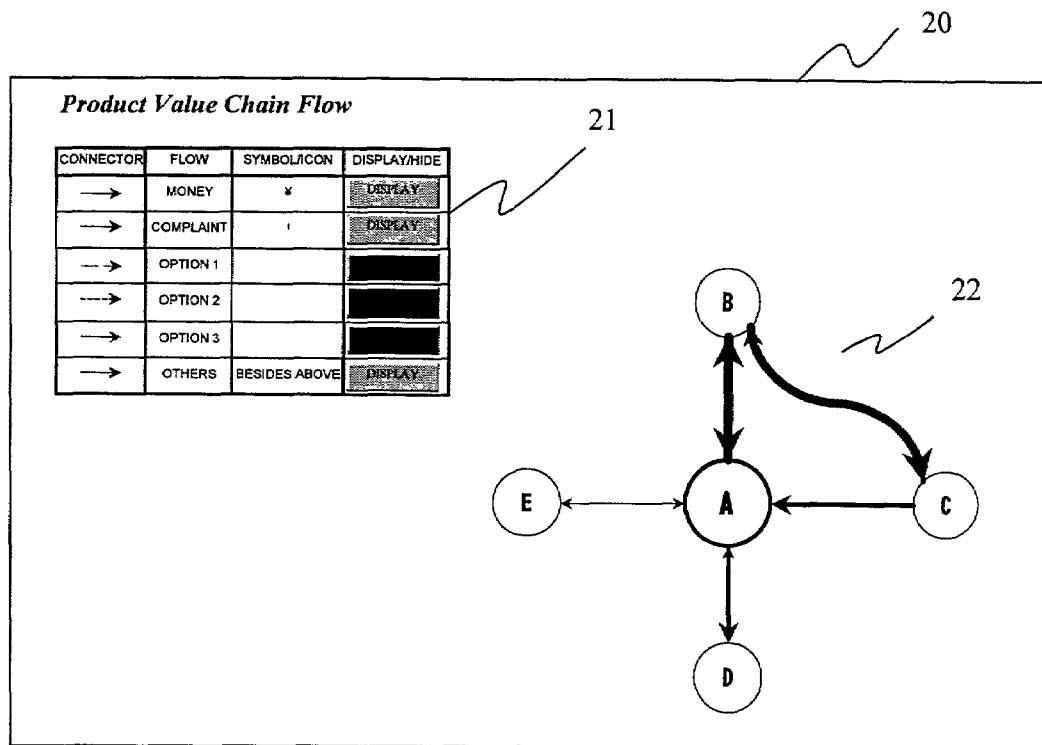 20
Product Value Chain Flow
21
CONNECTOR FLOW SYMBOL/ICON DISPLAY/HIDE
MONEY ¥ DISPLAY
COMPLAINT ! DISPLAY
OPTION 1
OPTION 2
OPTION 3
OTHERS BESIDES ABOVE DISPLAY
22
B
E A C
D